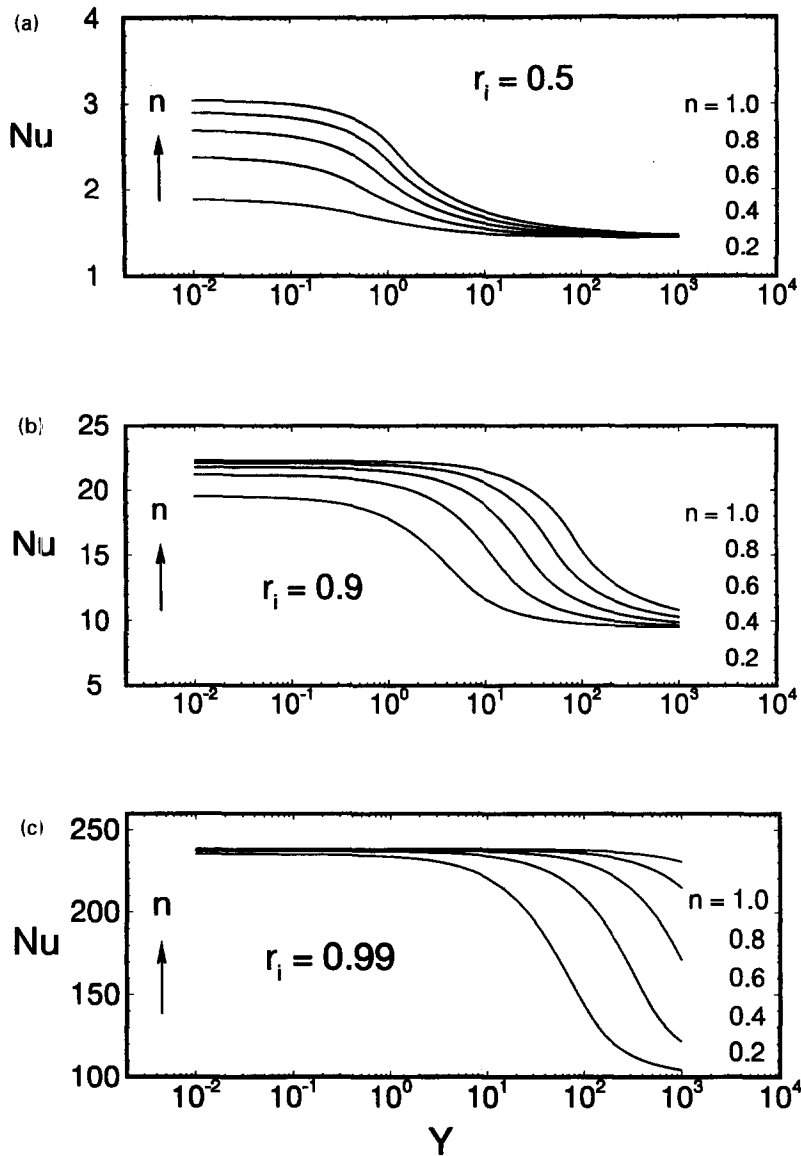 (a)
4
3
2
1
Nu
n
r_i = 0.5
n = 1.0
0.8
0.6
0.4
0.2
10^-2 10^-1 10^0 10^1 10^2 10^3 10^4
(b)
25
20
15
10
5
Nu
n
r_i = 0.9
n = 1.0
0.8
0.6
0.4
0.2
10^-2 10^-1 10^0 10^1 10^2 10^3 10^4
(c)
250
200
150
100
Nu
n
r_i = 0.99
n = 1.0
0.8
0.6
0.4
0.2
10^-2 10^-1 10^0 10^1 10^2 10^3 10^4
Y